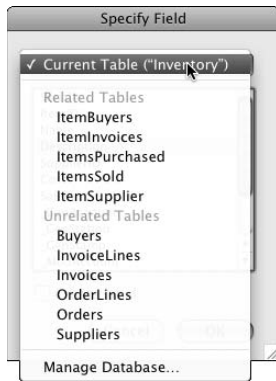 Specify Field
✓ Current Table (“Inventory”)
Related Tables
ItemBuyers
ItemInvoices
ItemsPurchased
ItemsSold
ItemSupplier
Unrelated Tables
Buyers
InvoiceLines
Invoices
OrderLines
Orders
Suppliers
Manage Database...